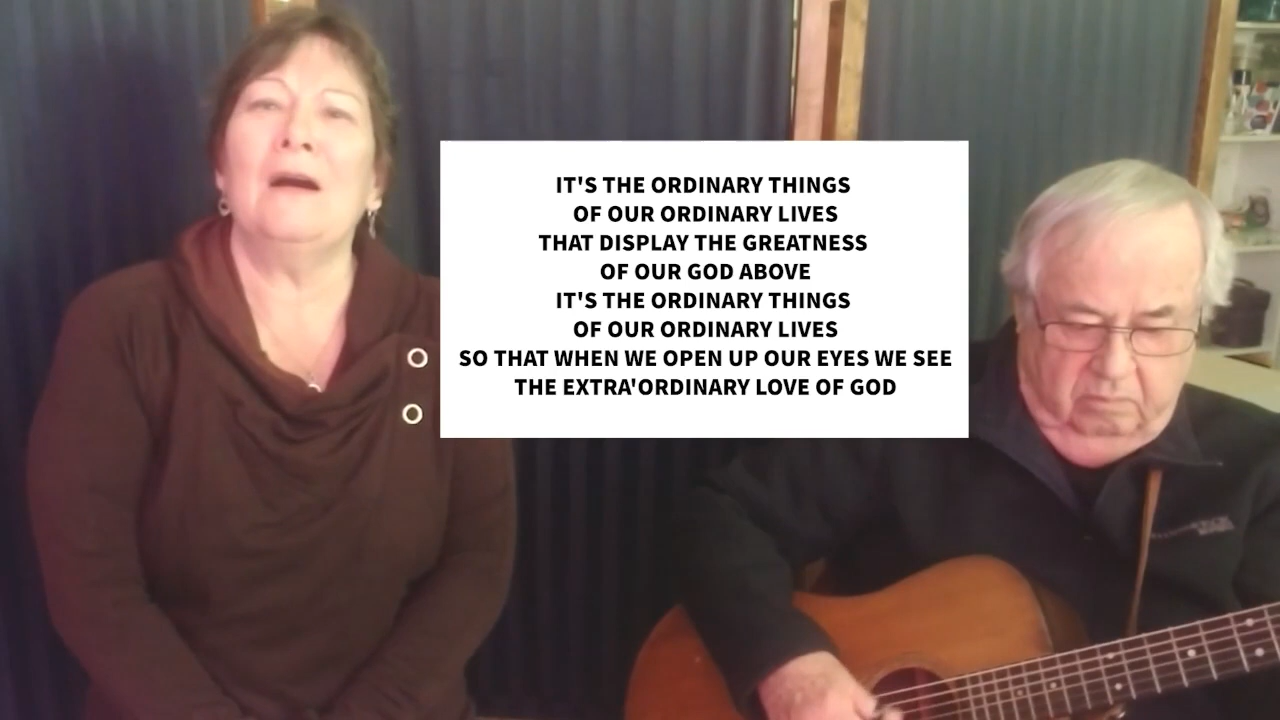 IT'S THE ORDINARY THINGS
OF OUR ORDINARY LIVES
THAT DISPLAY THE GREATNESS
OF OUR GOD ABOVE
IT'S THE ORDINARY THINGS
OF OUR ORDINARY LIVES
SO THAT WHEN WE OPEN UP OUR EYES WE SEE
THE EXTRA'ORDINARY LOVE OF GOD